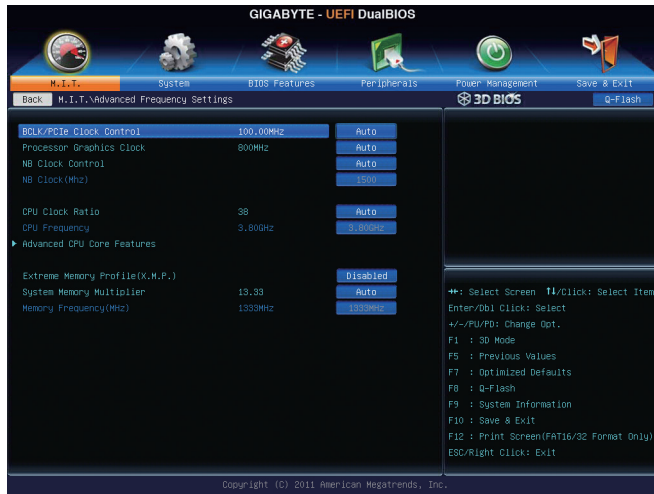 GIGABYTE - UEFI DualBIOS
M.I.T. System BIOS Features Peripherals Power Management Save & Exit
Back M.I.T.\Advanced Frequency Settings 3D BIOS Q-Flash
BCLK/PCIe Clock Control 100.00MHz Auto
Processor Graphics Clock 800MHz Auto
NB Clock Control Auto
NB Clock(Mhz) 1500
CPU Clock Ratio 38 Auto
CPU Frequency 3.80GHz 3.80GHz
Advanced CPU Core Features
Extreme Memory Profile(X.M.P.) Disabled
System Memory Multiplier 13.33 Auto
Memory Frequency(MHz) 1333MHz 1333MHz
→←: Select Screen ↑↓/Click: Select Item
Enter/Dbl Click: Select
+/-/PU/PD: Change Opt.
F1 : 3D Mode
F5 : Previous Values
F7 : Optimized Defaults
F8 : Q-Flash
F9 : System Information
F10 : Save & Exit
F12 : Print Screen(FAT16/32 Format Only)
ESC/Right Click: Exit
Copyright (C) 2011 American Megatrends, Inc.